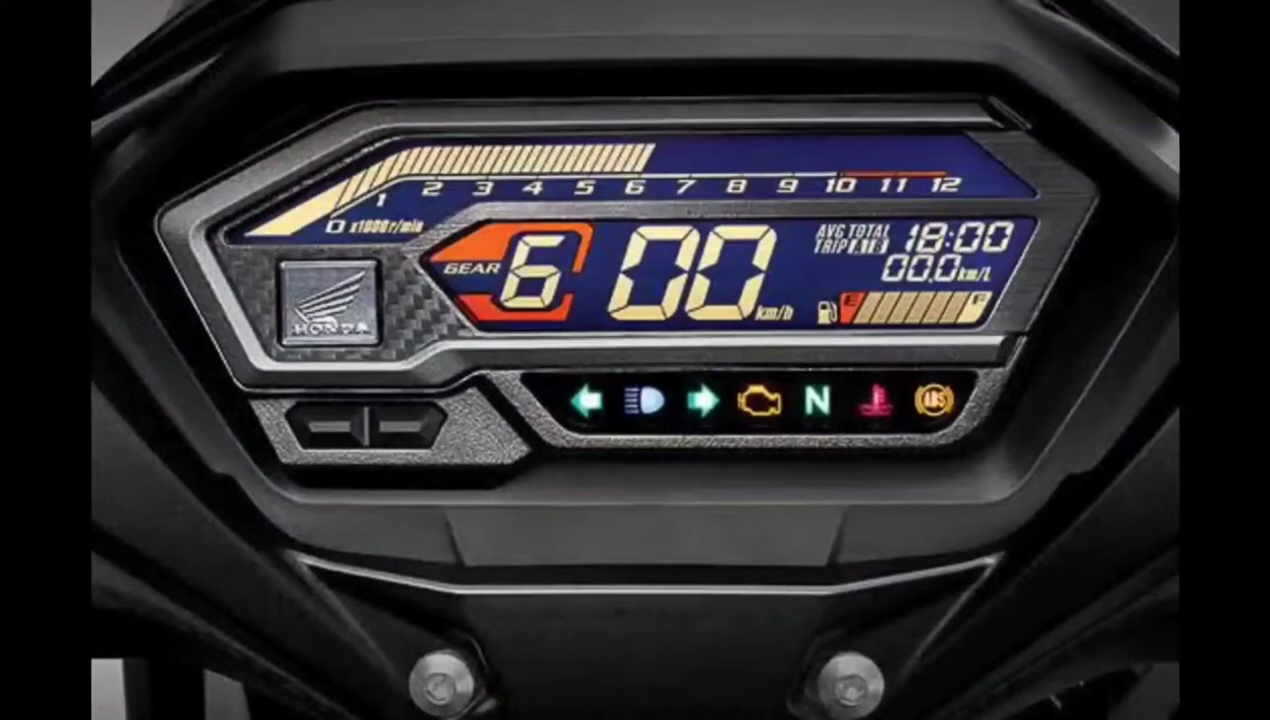 1 2 3 4 5 6 7 8 9 10 11 12
0 x1000r/min
GEAR 6
00 km/h
AVG TOTAL
TRIP
18:00
00.0 km/L
E F
HONDA
N
ABS